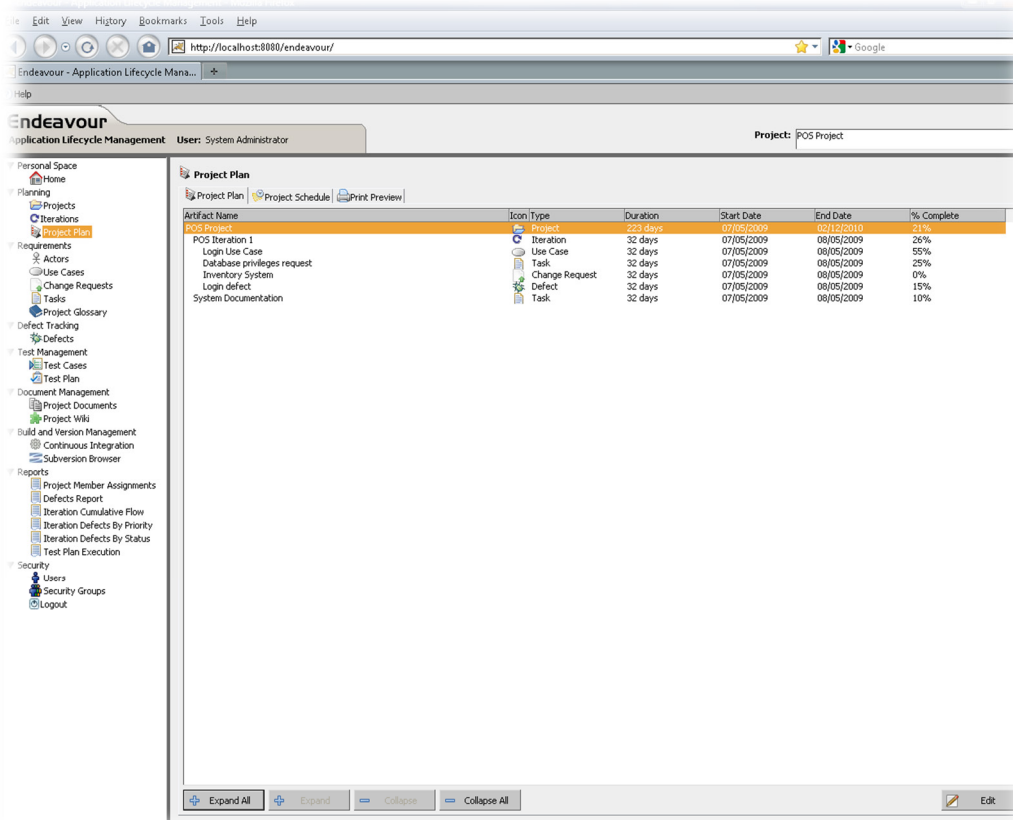 Edit View History Bookmarks Tools Help
http://localhost:8080/endeavour/
Google
Endeavour - Application Lifecycle Mana...
Help
Endeavour
Application Lifecycle Management User: System Administrator
Project: POS Project
Personal Space
Home
Planning
Projects
Iterations
Project Plan
Requirements
Actors
Use Cases
Change Requests
Tasks
Project Glossary
Defect Tracking
Defects
Test Management
Test Cases
Test Plan
Document Management
Project Documents
Project Wiki
Build and Version Management
Continuous Integration
Subversion Browser
Reports
Project Member Assignments
Defects Report
Iteration Cumulative Flow
Iteration Defects By Priority
Iteration Defects By Status
Test Plan Execution
Security
Users
Security Groups
Logout
Project Plan
Project Plan Project Schedule Print Preview
Artifact Name Icon Type Duration Start Date End Date % Complete
POS Project Project 223 days 07/05/2009 02/12/2010 21%
POS Iteration 1 Iteration 32 days 07/05/2009 08/05/2009 26%
Login Use Case Use Case 32 days 07/05/2009 08/05/2009 55%
Database privileges request Task 32 days 07/05/2009 08/05/2009 25%
Inventory System Change Request 32 days 07/05/2009 08/05/2009 0%
Login defect Defect 32 days 07/05/2009 08/05/2009 15%
System Documentation Task 32 days 07/05/2009 08/05/2009 10%
Expand All Expand Collapse Collapse All Edit